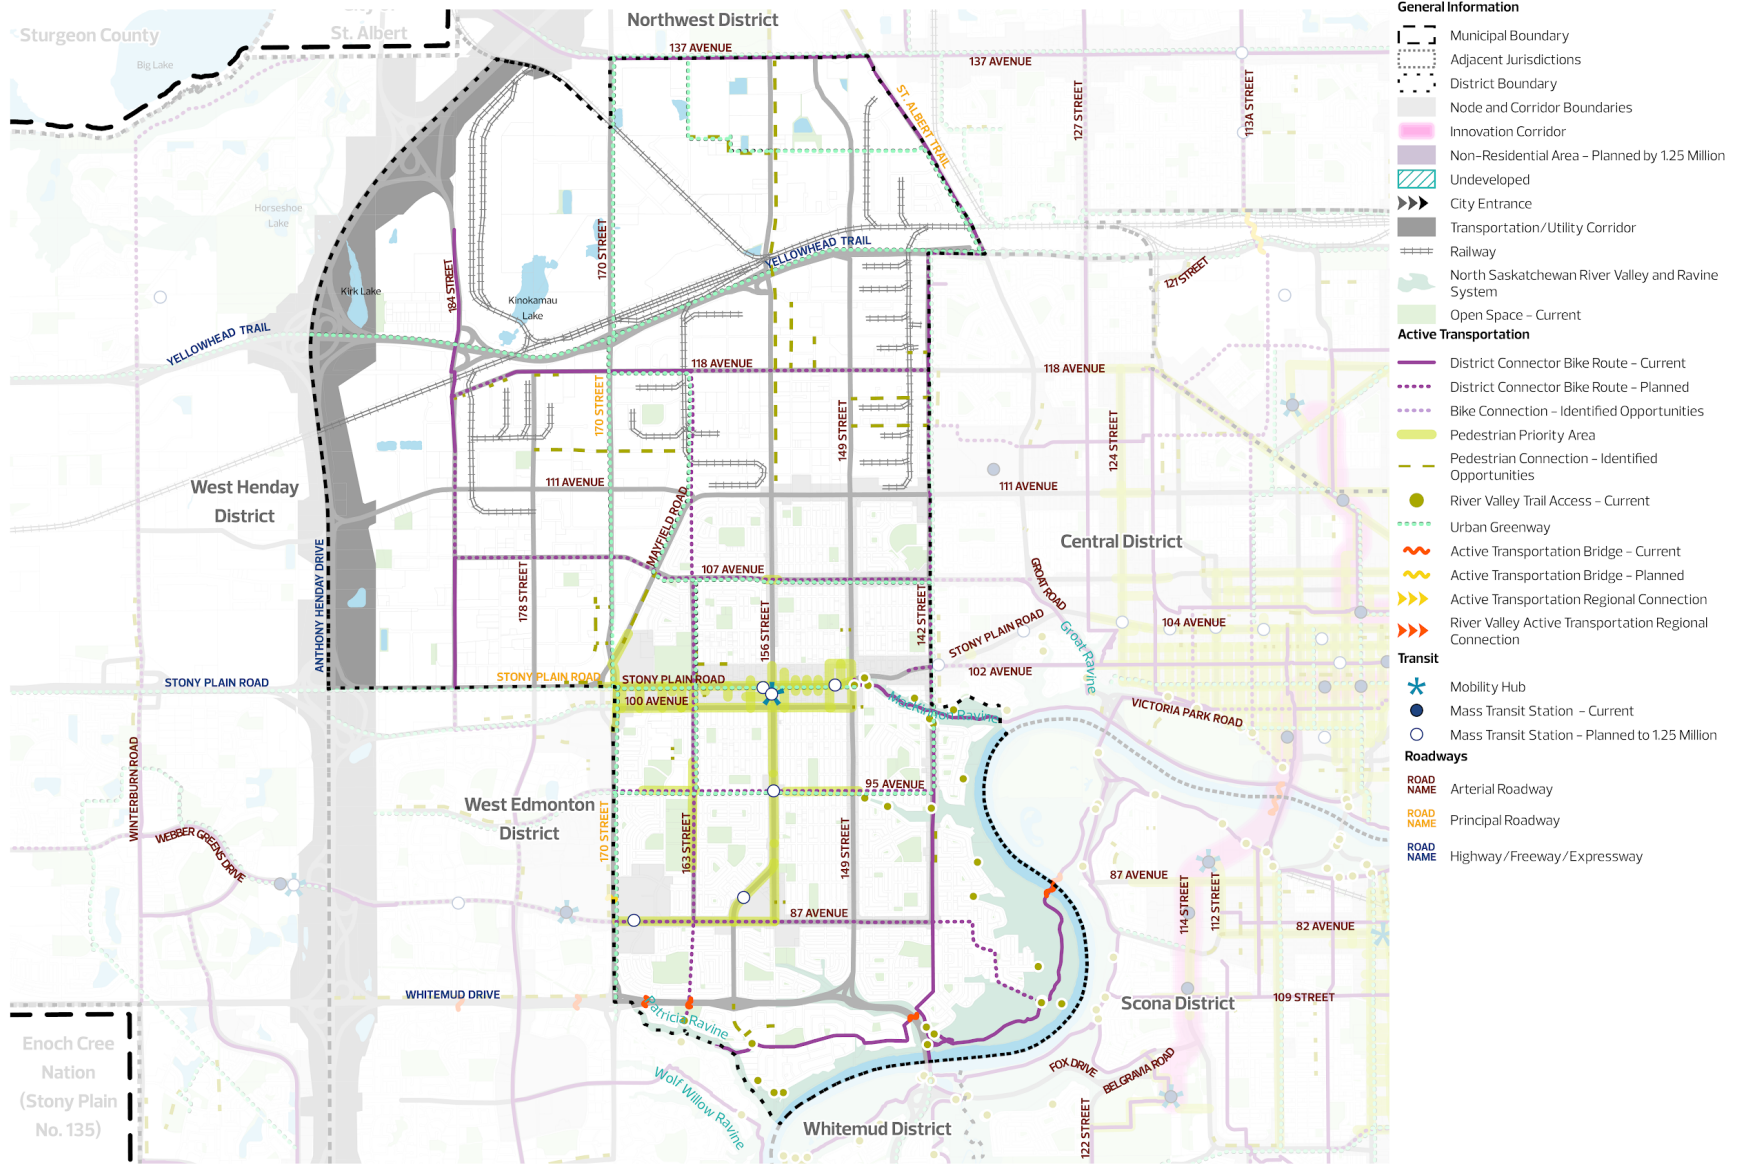 Northwest District
Sturgeon County
City of
St. Albert
Big Lake
137 AVENUE
137 AVENUE
ST. ALBERT TRAIL
127 STREET
113A STREET
Horseshoe
Lake
Kirk Lake
184 STREET
170 STREET
Kinokamau
Lake
YELLOWHEAD TRAIL
YELLOWHEAD TRAIL
121 STREET
118 AVENUE
118 AVENUE
170 STREET
149 STREET
124 STREET
West Henday
District
111 AVENUE
111 AVENUE
MAYFIELD ROAD
Central District
ANTHONY HENDAY DRIVE
178 STREET
107 AVENUE
156 STREET
142 STREET
GROAT ROAD
Groat Ravine
STONY PLAIN ROAD
104 AVENUE
102 AVENUE
STONY PLAIN ROAD
STONY PLAIN ROAD
STONY PLAIN ROAD
100 AVENUE
MacKinnon Ravine
VICTORIA PARK ROAD
WINTERBURN ROAD
WEBBER GREENS DRIVE
West Edmonton
District
170 STREET
163 STREET
95 AVENUE
149 STREET
87 AVENUE
87 AVENUE
114 STREET
112 STREET
82 AVENUE
WHITEMUD DRIVE
Patricia Ravine
Scona District
109 STREET
Enoch Cree
Nation
(Stony Plain
No. 135)
Wolf Willow Ravine
FOX DRIVE
BELGRAVIA ROAD
122 STREET
Whitemud District
General Information
Municipal Boundary
Adjacent Jurisdictions
District Boundary
Node and Corridor Boundaries
Innovation Corridor
Non-Residential Area - Planned by 1.25 Million
Undeveloped
City Entrance
Transportation/Utility Corridor
Railway
North Saskatchewan River Valley and Ravine
System
Open Space - Current
Active Transportation
District Connector Bike Route - Current
District Connector Bike Route - Planned
Bike Connection - Identified Opportunities
Pedestrian Priority Area
Pedestrian Connection - Identified
Opportunities
River Valley Trail Access - Current
Urban Greenway
Active Transportation Bridge - Current
Active Transportation Bridge - Planned
Active Transportation Regional Connection
River Valley Active Transportation Regional
Connection
Transit
Mobility Hub
Mass Transit Station - Current
Mass Transit Station - Planned to 1.25 Million
Roadways
ROAD
NAME
Arterial Roadway
ROAD
NAME
Principal Roadway
ROAD
NAME
Highway/Freeway/Expressway